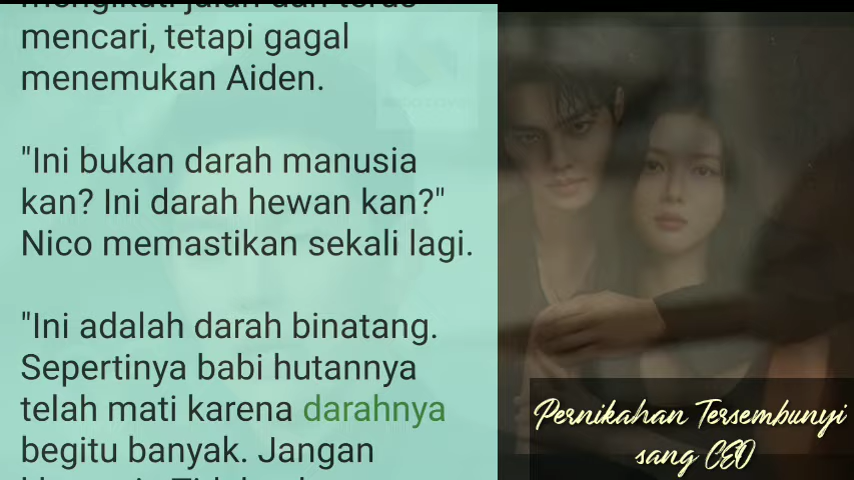 mencari, tetapi gagal
menemukan Aiden.
"Ini bukan darah manusia
kan? Ini darah hewan kan?"
Nico memastikan sekali lagi.
"Ini adalah darah binatang.
Sepertinya babi hutannya
telah mati karena darahnya
begitu banyak. Jangan
Pernikahan Tersembunyi
sang CEO